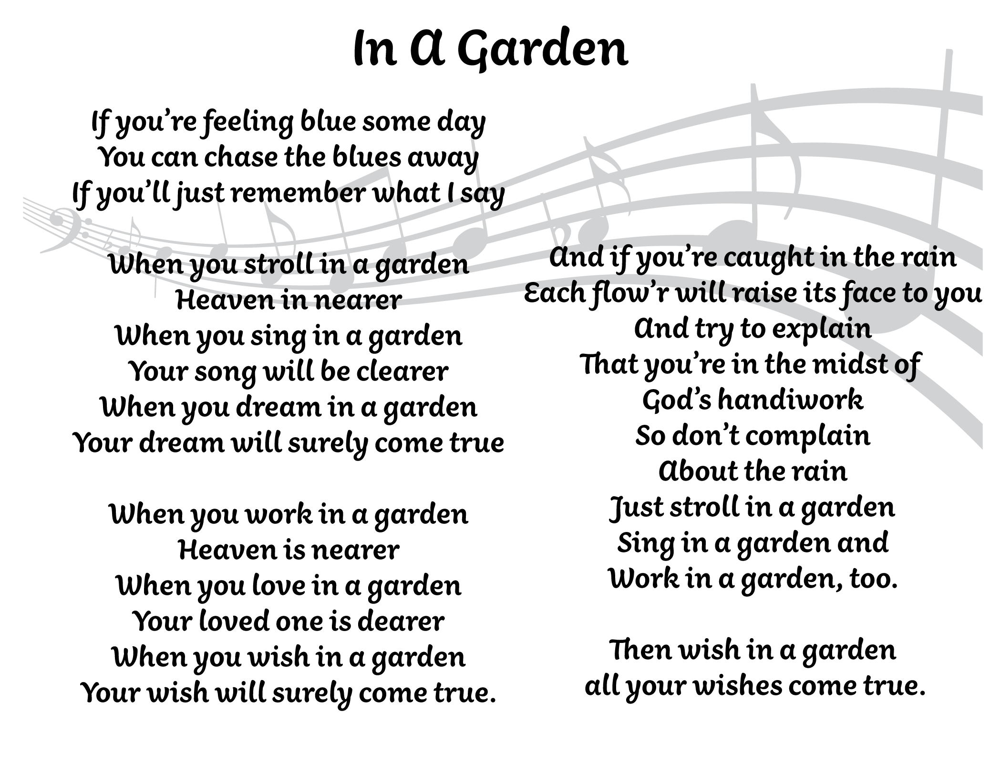 In A Garden
If you’re feeling blue some day
You can chase the blues away
If you’ll just remember what I say
When you stroll in a garden
Heaven in nearer
When you sing in a garden
Your song will be clearer
When you dream in a garden
Your dream will surely come true
When you work in a garden
Heaven is nearer
When you love in a garden
Your loved one is dearer
When you wish in a garden
Your wish will surely come true.
And if you’re caught in the rain
Each flow’r will raise its face to you
And try to explain
That you’re in the midst of
God’s handiwork
So don’t complain
About the rain
Just stroll in a garden
Sing in a garden and
Work in a garden, too.
Then wish in a garden
all your wishes come true.